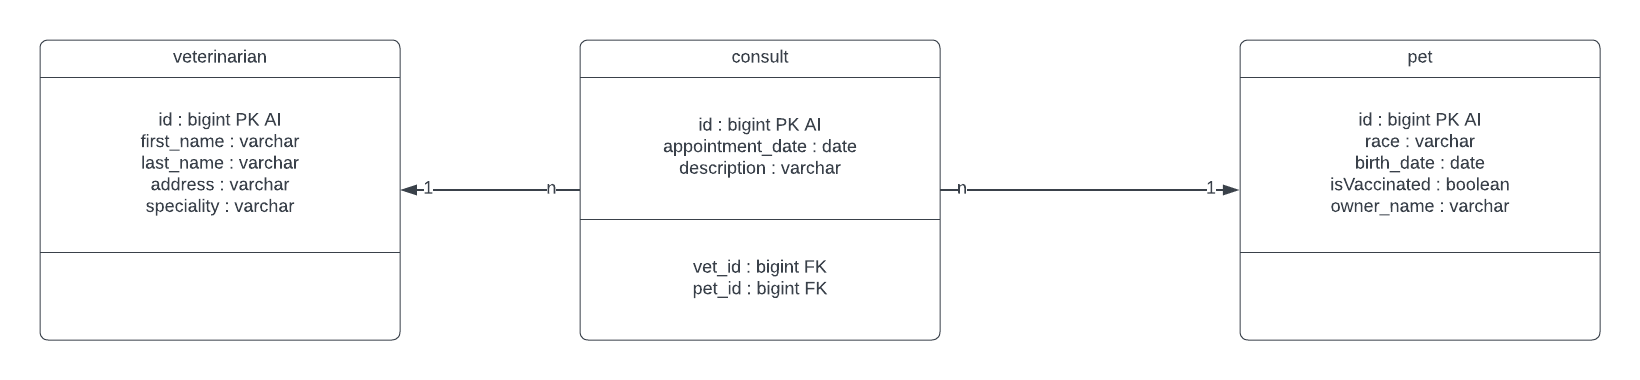 veterinarian
id : bigint PK AI
first_name : varchar
last_name : varchar
address : varchar
speciality : varchar
1
n
consult
id : bigint PK AI
appointment_date : date
description : varchar
vet_id : bigint FK
pet_id : bigint FK
n
1
pet
id : bigint PK AI
race : varchar
birth_date : date
isVaccinated : boolean
owner_name : varchar